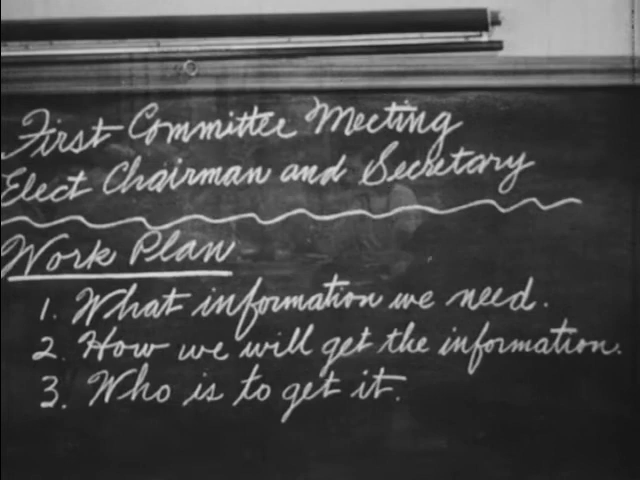 First Committee Meeting
Elect Chairman and Secretary
Work Plan
1. What information we need.
2. How we will get the information.
3. Who is to get it.